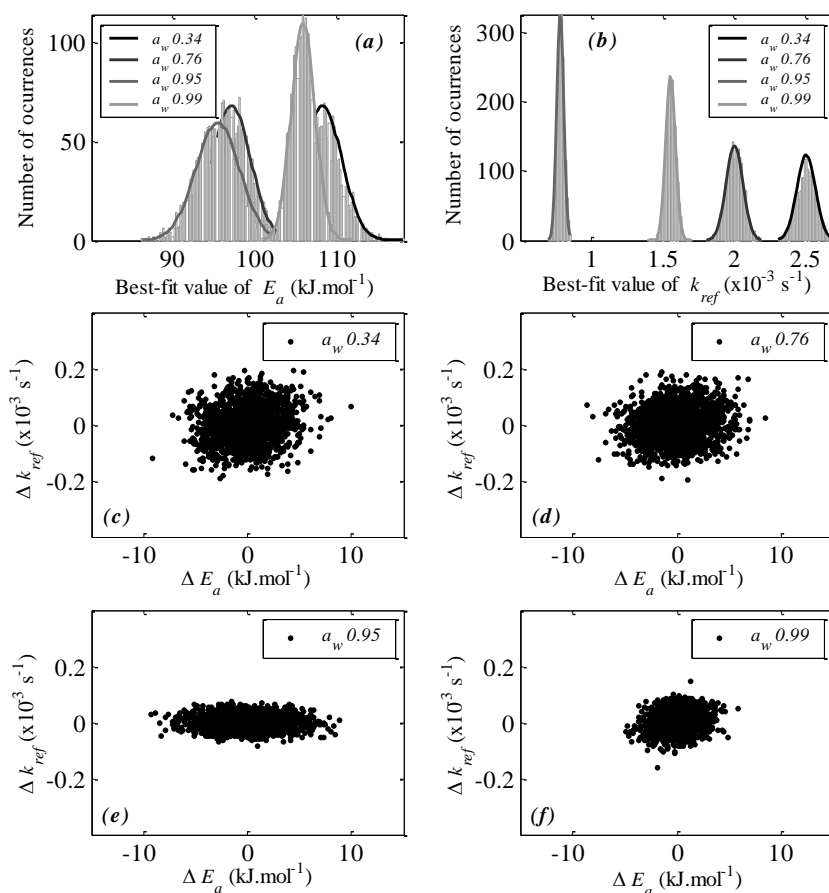 (a)
a_w 0.34
a_w 0.76
a_w 0.95
a_w 0.99
Number of ocurrences
100
50
0
90 100 110
Best-fit value of E_a (kJ.mol⁻¹)
(b)
a_w 0.34
a_w 0.76
a_w 0.95
a_w 0.99
Number of ocurrences
300
200
100
0
1 1.5 2 2.5
Best-fit value of k_ref (x10⁻³ s⁻¹)
a_w 0.34
Δ k_ref (x10⁻³ s⁻¹)
0.2
0
-0.2
(c)
-10 0 10
Δ E_a (kJ.mol⁻¹)
a_w 0.76
Δ k_ref (x10⁻³ s⁻¹)
0.2
0
-0.2
(d)
-10 0 10
Δ E_a (kJ.mol⁻¹)
a_w 0.95
Δ k_ref (x10⁻³ s⁻¹)
0.2
0
-0.2
(e)
-10 0 10
Δ E_a (kJ.mol⁻¹)
a_w 0.99
Δ k_ref (x10⁻³ s⁻¹)
0.2
0
-0.2
(f)
-10 0 10
Δ E_a (kJ.mol⁻¹)